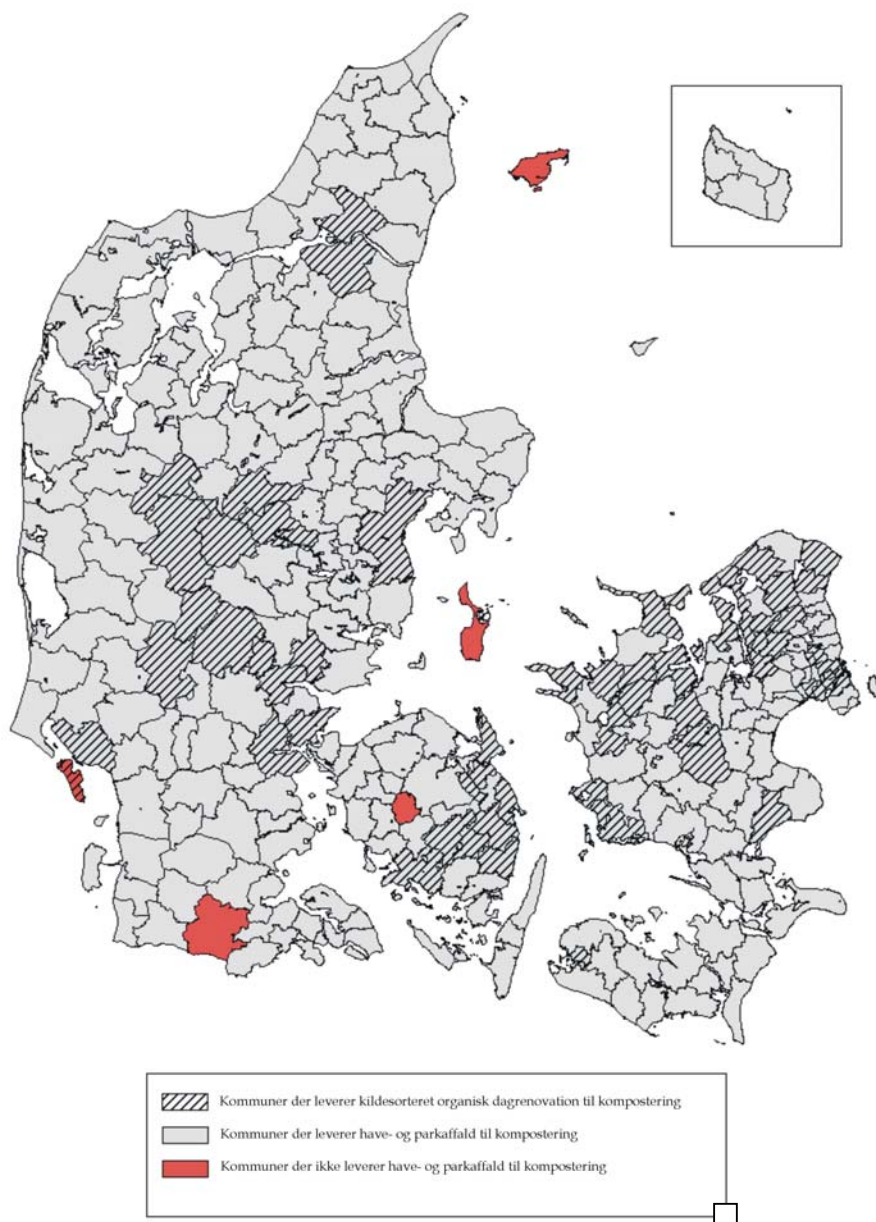 Kommuner der leverer kildesorteret organisk dagrenovation til kompostering
Kommuner der leverer have- og parkaffald til kompostering
Kommuner der ikke leverer have- og parkaffald til kompostering